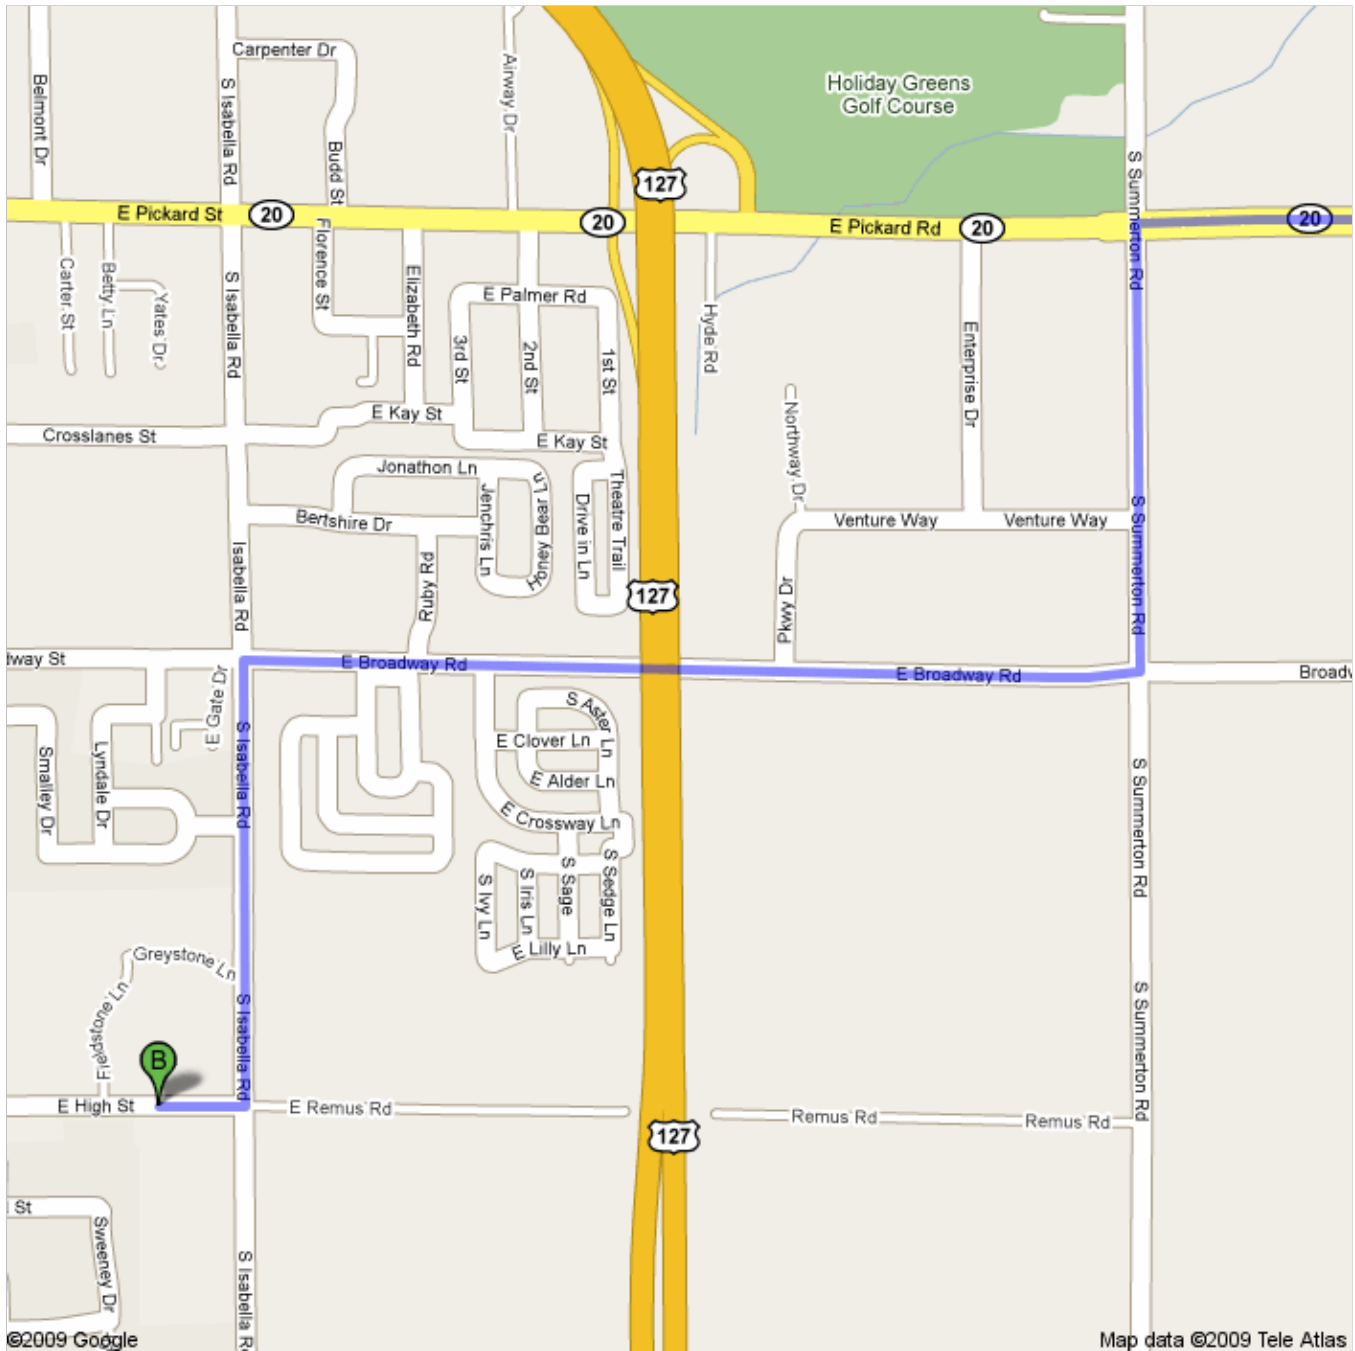 Carpenter Dr
Belmont Dr
S Isabella Rd
Airway Dr
Holiday Greens
Golf Course
Budd St
S Summerton Rd
127
E Pickard St
20
20
E Pickard Rd
20
20
Florence St
Carter St
Betty Ln
Yates Dr
S Isabella Rd
Elizabeth Rd
E Palmer Rd
3rd St
2nd St
1st St
Hyde Rd
Enterprise Dr
E Kay St
Crosslanes St
E Kay St
Northway Dr
Jonathon Ln
Jenchris Ln
Honey Bear Ln
Drive in Ln
Theatre Trail
Bertshire Dr
Venture Way
Venture Way
S Summerton Rd
Isabella Rd
Ruby Rd
127
Pkwy Dr
dway St
E Broadway Rd
E Broadway Rd
Broadw
E Gate Dr
S Aster Ln
E Clover Ln
E Alder Ln
Smalley Dr
Lyndale Dr
S Isabella Rd
E Crossway Ln
S Summerton Rd
S Ivy Ln
S Iris Ln
S Sage
S Sedge Ln
E Lilly Ln
Greystone Ln
Fieldstone Ln
S Isabella Rd
S Summerton Rd
B
E High St
E Remus Rd
Remus Rd
Remus Rd
127
St
Sweeney Dr
S Isabella R
©2009 Google
Map data ©2009 Tele Atlas